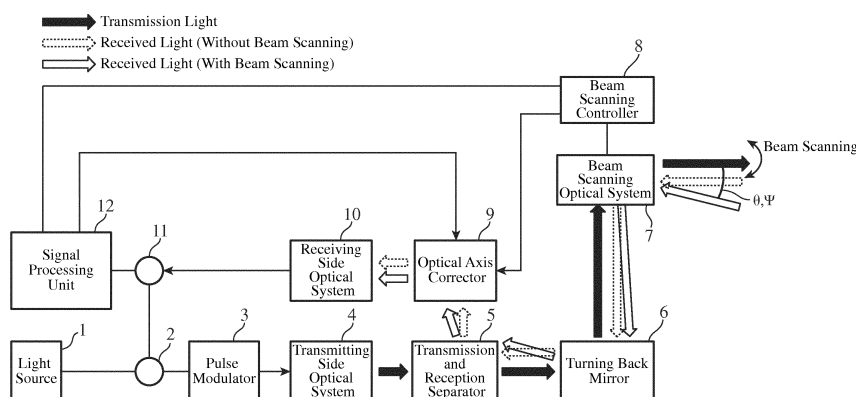 Transmission Light
Received Light (Without Beam Scanning)
Received Light (With Beam Scanning)
8
Beam
Scanning
Controller
Beam Scanning
Beam
Scanning
Optical System
θ,Ψ
7
12
Signal
Processing
Unit
11
10
Receiving
Side
Optical
System
9
Optical Axis
Corrector
1
Light
Source
2
3
Pulse
Modulator
4
Transmitting
Side
Optical
System
5
Transmission
and
Reception
Separator
6
Turning Back
Mirror